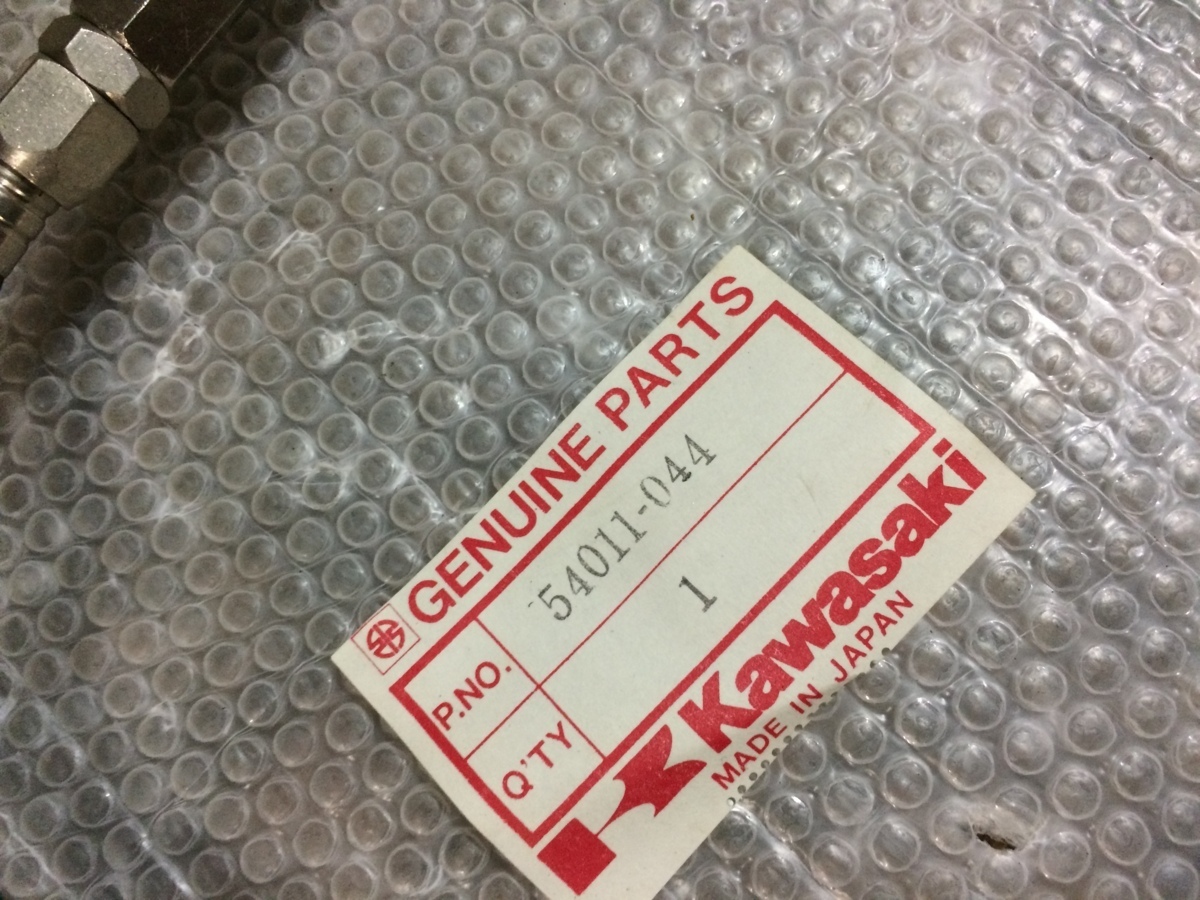 GENUINE PARTS
P.NO. 54011-044
Q'TY 1
Kawasaki
MADE IN JAPAN